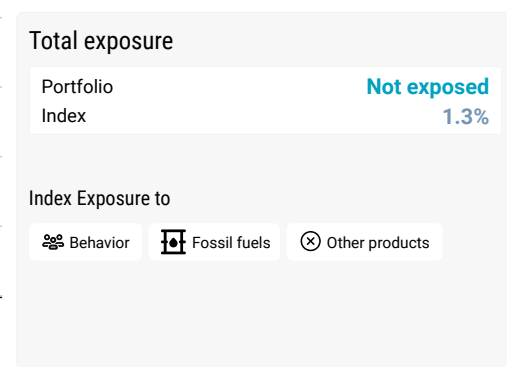 Total exposure
Portfolio Not exposed
Index 1.3%
Index Exposure to
Behavior Fossil fuels Other products